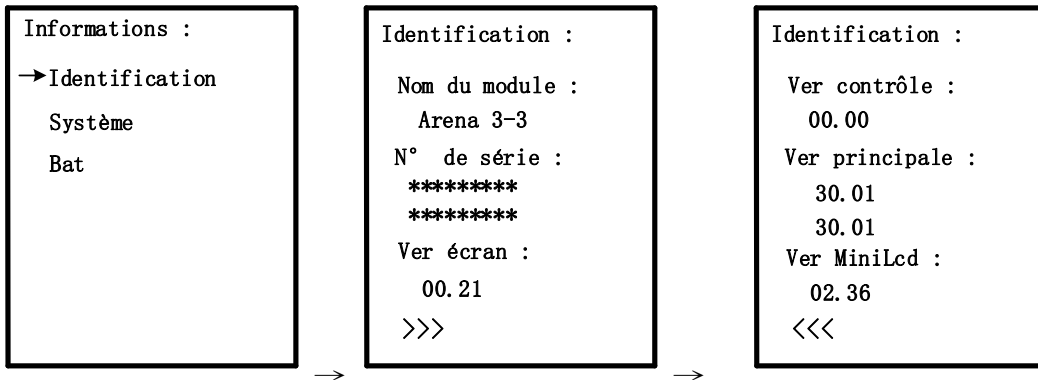 Informations :
→Identification
Système
Bat
→
Identification :
Nom du module :
Arena 3-3
N° de série :
*********
*********
Ver écran :
00.21
>>>
→
Identification :
Ver contrôle :
00.00
Ver principale :
30.01
30.01
Ver MiniLcd :
02.36
<<<